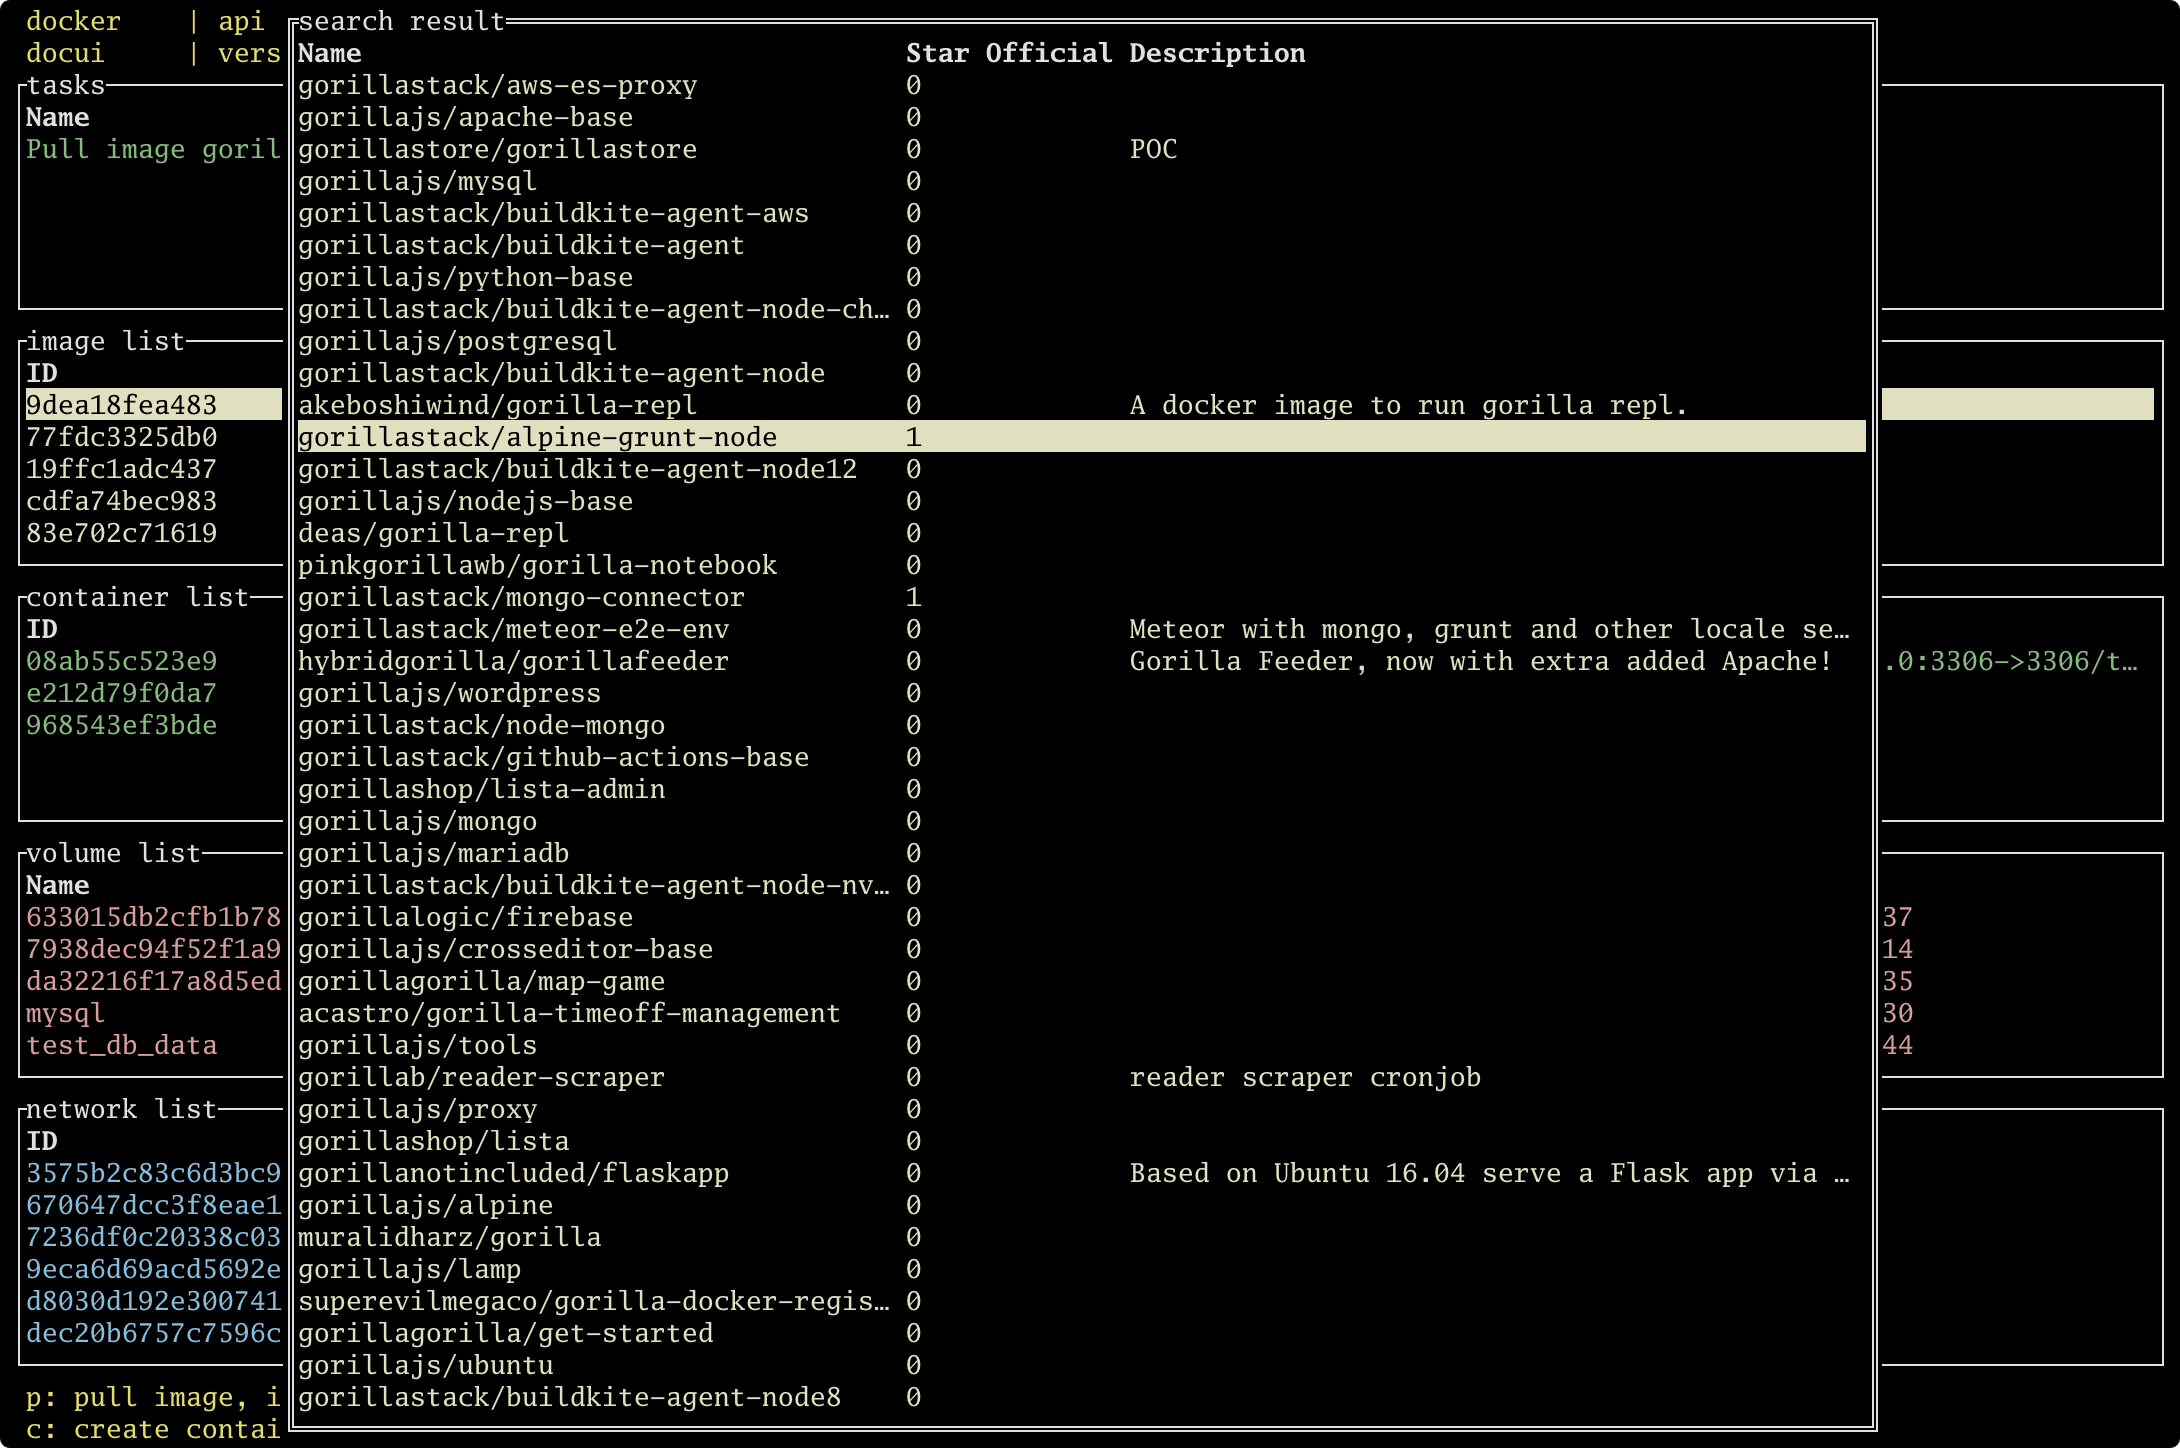 docker | api
docui | vers
tasks
Name
Pull image goril
image list
ID
9dea18fea483
77fdc3325db0
19ffc1adc437
cdfa74bec983
83e702c71619
container list
ID
08ab55c523e9
e212d79f0da7
968543ef3bde
volume list
Name
633015db2cfb1b78
7938dec94f52f1a9
da32216f17a8d5ed
mysql
test_db_data
network list
ID
3575b2c83c6d3bc9
670647dcc3f8eae1
7236df0c20338c03
9eca6d69acd5692e
d8030d192e300741
dec20b6757c7596c
p: pull image, i
c: create contai
search result
Name Star Official Description
gorillastack/aws-es-proxy 0
gorillajs/apache-base 0
gorillastore/gorillastore 0 POC
gorillajs/mysql 0
gorillastack/buildkite-agent-aws 0
gorillastack/buildkite-agent 0
gorillajs/python-base 0
gorillastack/buildkite-agent-node-ch… 0
gorillajs/postgresql 0
gorillastack/buildkite-agent-node 0
akeboshiwind/gorilla-repl 0 A docker image to run gorilla repl.
gorillastack/alpine-grunt-node 1
gorillastack/buildkite-agent-node12 0
gorillajs/nodejs-base 0
deas/gorilla-repl 0
pinkgorillawb/gorilla-notebook 0
gorillastack/mongo-connector 1
gorillastack/meteor-e2e-env 0 Meteor with mongo, grunt and other locale se…
hybridgorilla/gorillafeeder 0 Gorilla Feeder, now with extra added Apache!
gorillajs/wordpress 0
gorillastack/node-mongo 0
gorillastack/github-actions-base 0
gorillashop/lista-admin 0
gorillajs/mongo 0
gorillajs/mariadb 0
gorillastack/buildkite-agent-node-nv… 0
gorillalogic/firebase 0
gorillajs/crosseditor-base 0
gorillagorilla/map-game 0
acastro/gorilla-timeoff-management 0
gorillajs/tools 0
gorillab/reader-scraper 0 reader scraper cronjob
gorillajs/proxy 0
gorillashop/lista 0
gorillanotincluded/flaskapp 0 Based on Ubuntu 16.04 serve a Flask app via …
gorillajs/alpine 0
muralidharz/gorilla 0
gorillajs/lamp 0
superevilmegaco/gorilla-docker-regis… 0
gorillagorilla/get-started 0
gorillajs/ubuntu 0
gorillastack/buildkite-agent-node8 0
.0:3306->3306/t…
37
14
35
30
44